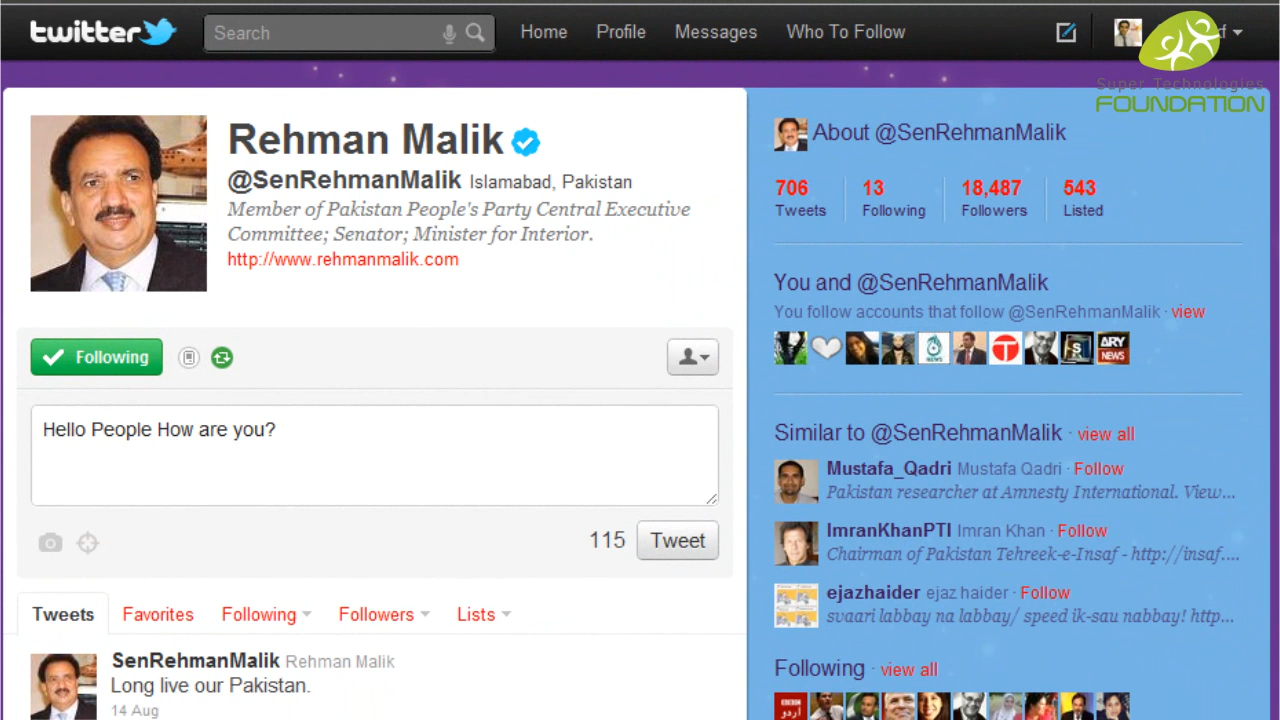 twitter
Search
Home
Profile
Messages
Who To Follow
Super Technologies
FOUNDATION
Rehman Malik
@SenRehmanMalik Islamabad, Pakistan
Member of Pakistan People's Party Central Executive
Committee; Senator; Minister for Interior.
http://www.rehmanmalik.com
Following
Hello People How are you?
115
Tweet
Tweets
Favorites
Following
Followers
Lists
SenRehmanMalik Rehman Malik
Long live our Pakistan.
14 Aug
About @SenRehmanMalik
706
Tweets
13
Following
18,487
Followers
543
Listed
You and @SenRehmanMalik
You follow accounts that follow @SenRehmanMalik · view
NEWS
S
ARY
NEWS
Similar to @SenRehmanMalik · view all
Mustafa_Qadri Mustafa Qadri · Follow
Pakistan researcher at Amnesty International. View...
ImranKhanPTI Imran Khan · Follow
Chairman of Pakistan Tehreek-e-Insaf - http://insaf....
ejazhaider ejaz haider · Follow
svaari labbay na labbay/ speed ik-sau nabbay! http...
Following · view all
BBC
اردو